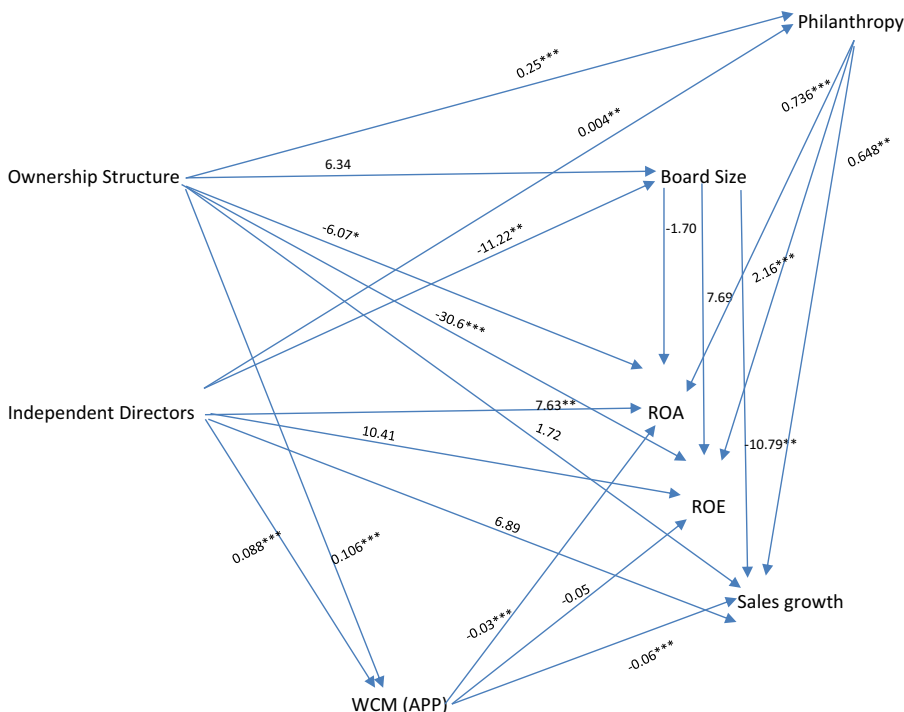 Philanthropy
0.25***
0.736***
0.004**
0.648**
6.34
Ownership Structure
Board Size
-6.07*
-11.22**
-1.70
2.16***
7.69
-30.6***
7.63**
Independent Directors
ROA
10.41
1.72
-10.79**
ROE
6.89
0.088***
0.106***
-0.05
Sales growth
-0.03***
-0.06***
WCM (APP)